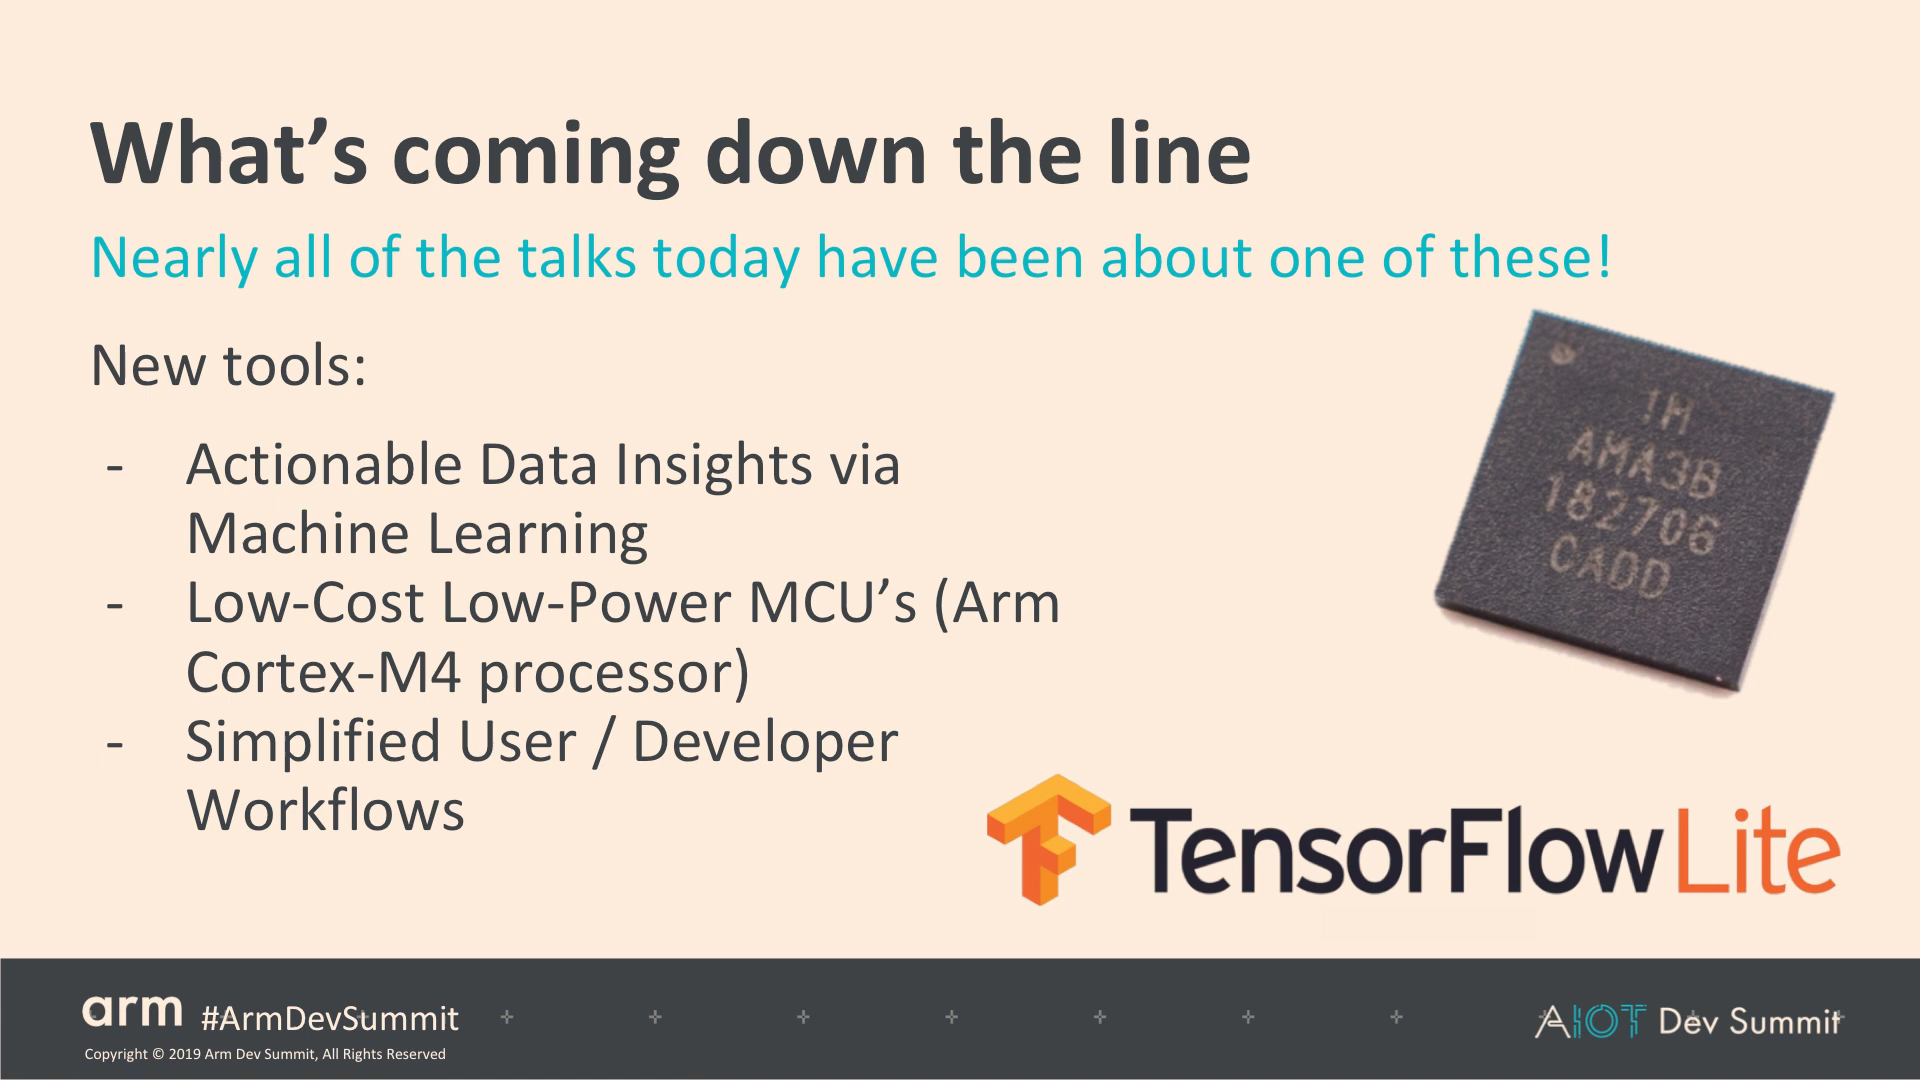 What’s coming down the line
Nearly all of the talks today have been about one of these!
New tools:
- Actionable Data Insights via
Machine Learning
- Low-Cost Low-Power MCU’s (Arm
Cortex-M4 processor)
- Simplified User / Developer
Workflows
1H
AMA3B
182706
CADD
TensorFlow Lite
arm #ArmDevSummit
Copyright © 2019 Arm Dev Summit, All Rights Reserved
AIOT Dev Summit